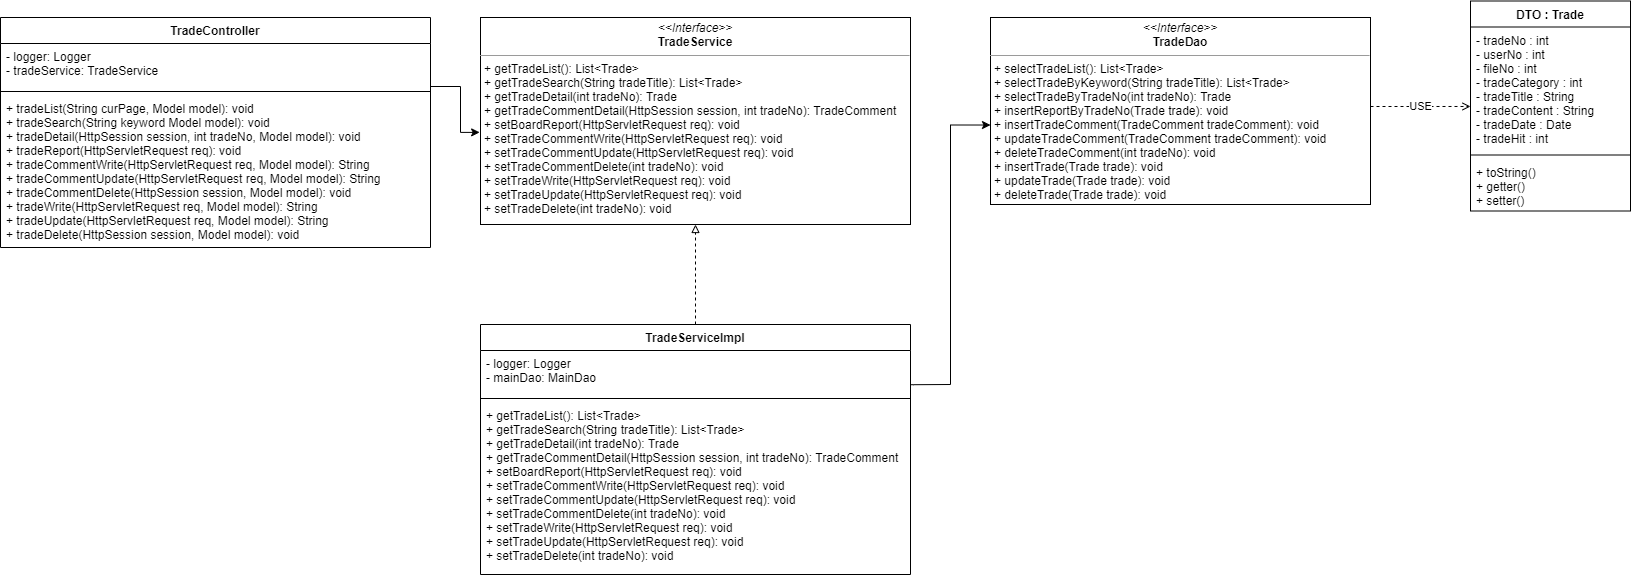 TradeController
- logger: Logger
- tradeService: TradeService
+ tradeList(String curPage, Model model): void
+ tradeSearch(String keyword Model model): void
+ tradeDetail(HttpSession session, int tradeNo, Model model): void
+ tradeReport(HttpServletRequest req): void
+ tradeCommentWrite(HttpServletRequest req, Model model): String
+ tradeCommentUpdate(HttpServletRequest req, Model model): String
+ tradeCommentDelete(HttpSession session, Model model): void
+ tradeWrite(HttpServletRequest req, Model model): String
+ tradeUpdate(HttpServletRequest req, Model model): String
+ tradeDelete(HttpSession session, Model model): void
<<Interface>>
TradeService
+ getTradeList(): List<Trade>
+ getTradeSearch(String tradeTitle): List<Trade>
+ getTradeDetail(int tradeNo): Trade
+ getTradeCommentDetail(HttpSession session, int tradeNo): TradeComment
+ setBoardReport(HttpServletRequest req): void
+ setTradeCommentWrite(HttpServletRequest req): void
+ setTradeCommentUpdate(HttpServletRequest req): void
+ setTradeCommentDelete(int tradeNo): void
+ setTradeWrite(HttpServletRequest req): void
+ setTradeUpdate(HttpServletRequest req): void
+ setTradeDelete(int tradeNo): void
<<Interface>>
TradeDao
+ selectTradeList(): List<Trade>
+ selectTradeByKeyword(String tradeTitle): List<Trade>
+ selectTradeByTradeNo(int tradeNo): Trade
+ insertReportByTradeNo(Trade trade): void
+ insertTradeComment(TradeComment tradeComment): void
+ updateTradeComment(TradeComment tradeComment): void
+ deleteTradeComment(int tradeNo): void
+ insertTrade(Trade trade): void
+ updateTrade(Trade trade): void
+ deleteTrade(Trade trade): void
USE
DTO : Trade
- tradeNo : int
- userNo : int
- fileNo : int
- tradeCategory : int
- tradeTitle : String
- tradeContent : String
- tradeDate : Date
- tradeHit : int
+ toString()
+ getter()
+ setter()
TradeServiceImpl
- logger: Logger
- mainDao: MainDao
+ getTradeList(): List<Trade>
+ getTradeSearch(String tradeTitle): List<Trade>
+ getTradeDetail(int tradeNo): Trade
+ getTradeCommentDetail(HttpSession session, int tradeNo): TradeComment
+ setBoardReport(HttpServletRequest req): void
+ setTradeCommentWrite(HttpServletRequest req): void
+ setTradeCommentUpdate(HttpServletRequest req): void
+ setTradeCommentDelete(int tradeNo): void
+ setTradeWrite(HttpServletRequest req): void
+ setTradeUpdate(HttpServletRequest req): void
+ setTradeDelete(int tradeNo): void